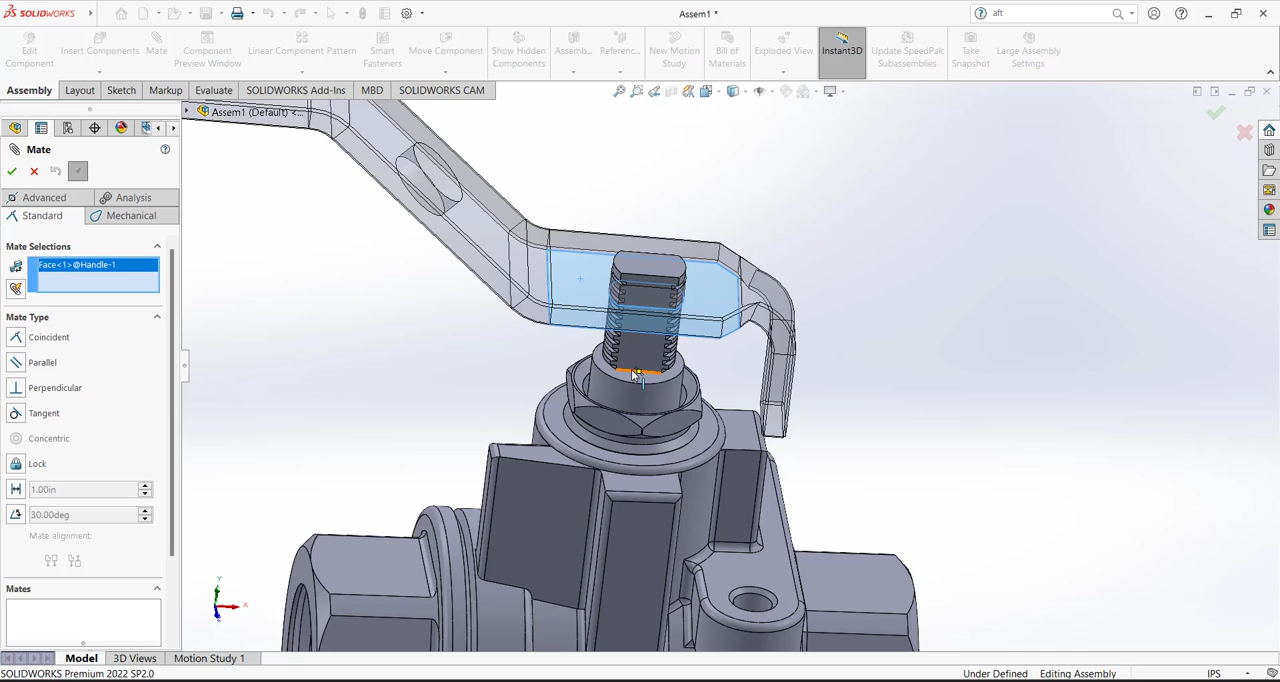 SOLIDWORKS
Assem1 *
aft
Edit Component
Insert Components
Mate
Component Preview Window
Linear Component Pattern
Smart Fasteners
Move Component
Show Hidden Components
Assemb...
Referenc...
New Motion Study
Bill of Materials
Exploded View
Instant3D
Update SpeedPak Subassemblies
Take Snapshot
Large Assembly Settings
Assembly
Layout
Sketch
Markup
Evaluate
SOLIDWORKS Add-Ins
MBD
SOLIDWORKS CAM
Assem1 (Default) <...
Mate
Advanced
Analysis
Standard
Mechanical
Mate Selections
Face<1>@Handle-1
Mate Type
Coincident
Parallel
Perpendicular
Tangent
Concentric
Lock
1.00in
30.00deg
Mate alignment:
Mates
Y
X
Z
Model
3D Views
Motion Study 1
SOLIDWORKS Premium 2022 SP2.0
Under Defined
Editing Assembly
IPS